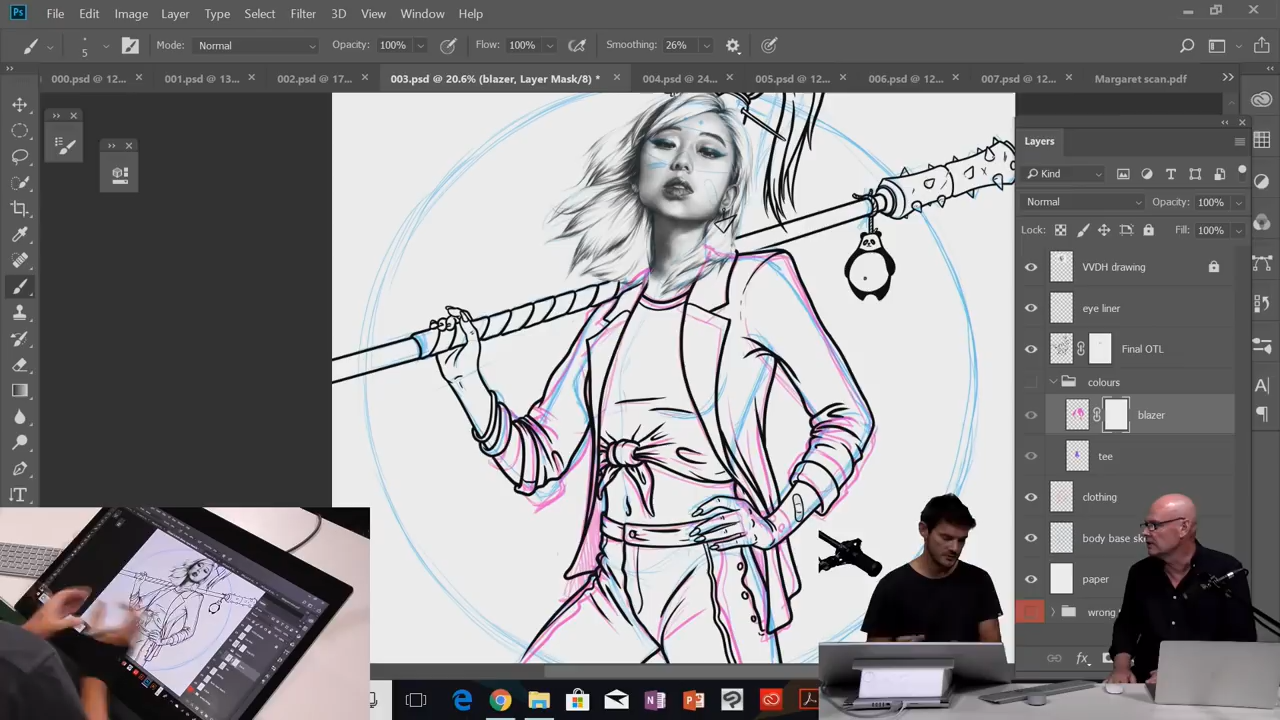 Ps File Edit Image Layer Type Select Filter 3D View Window Help
5 Mode: Normal Opacity: 100% Flow: 100% Smoothing: 26%
000.psd @ 12... 001.psd @ 13... 002.psd @ 17... 003.psd @ 20.6% (blazer, Layer Mask/8) * 004.psd @ 24... 005.psd @ 12... 006.psd @ 12... 007.psd @ 12... Margaret scan.pdf
Layers
Kind
Normal Opacity: 100%
Lock: Fill: 100%
VVDH drawing
eye liner
Final OTL
colours
blazer
tee
clothing
body base sk
paper
wrong
fx